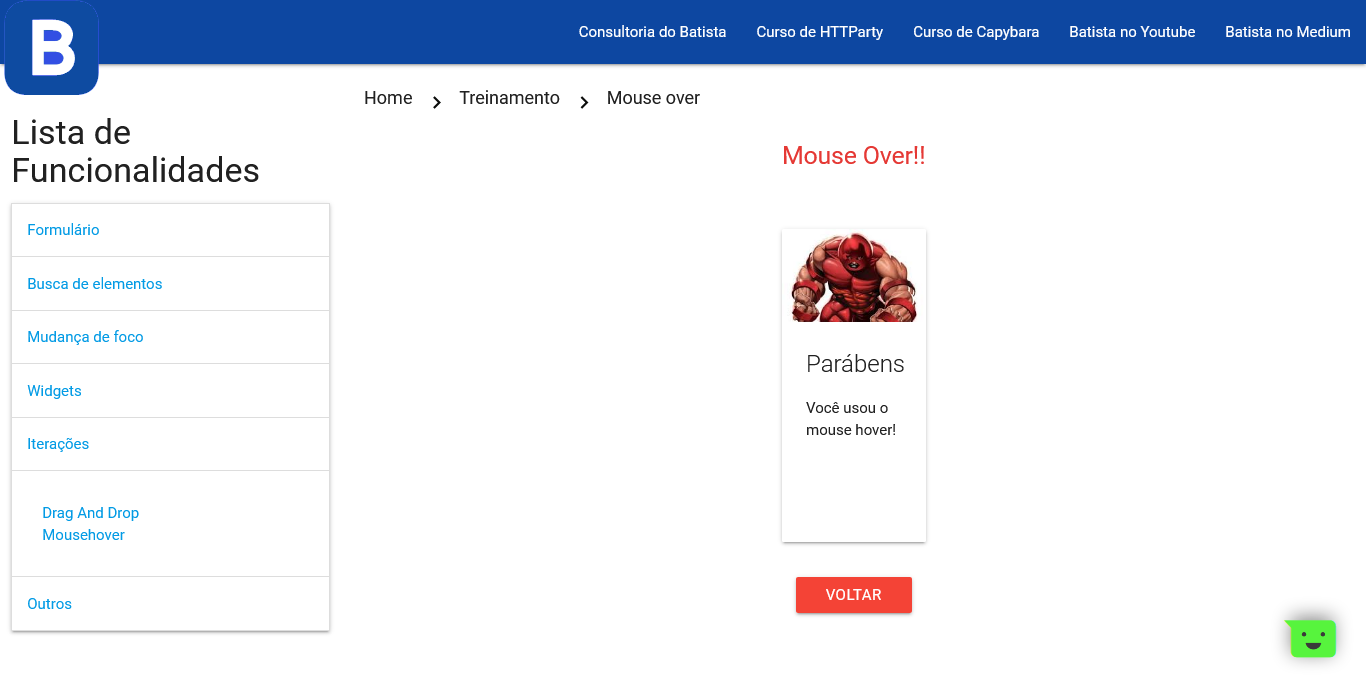 B
Consultoria do Batista
Curso de HTTParty
Curso de Capybara
Batista no Youtube
Batista no Medium
Home
Treinamento
Mouse over
Lista de
Funcionalidades
Formulário
Busca de elementos
Mudança de foco
Widgets
Iterações
Drag And Drop
Mousehover
Outros
Mouse Over!!
Parábens
Você usou o
mouse hover!
VOLTAR